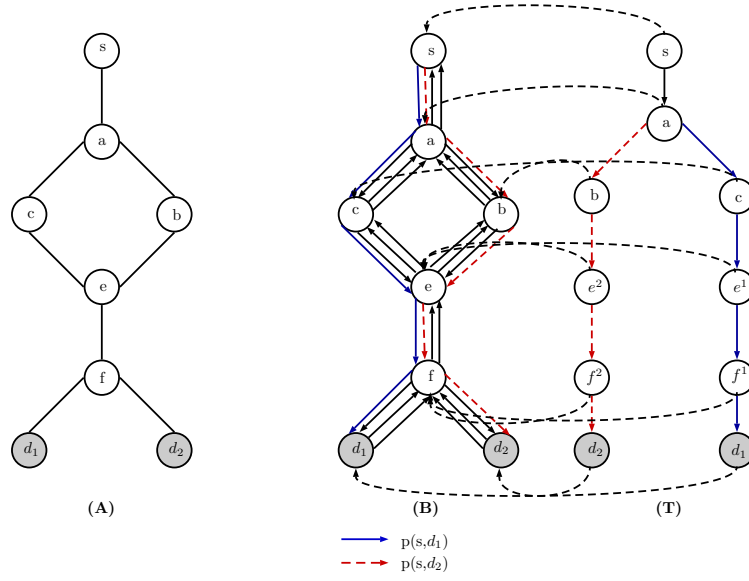 s s s
a a a
c b c b b c
e e e² e¹
f f f² f¹
d₁ d₂ d₁ d₂ d₂ d₁
(A) (B) (T)
p(s,d₁)
p(s,d₂)